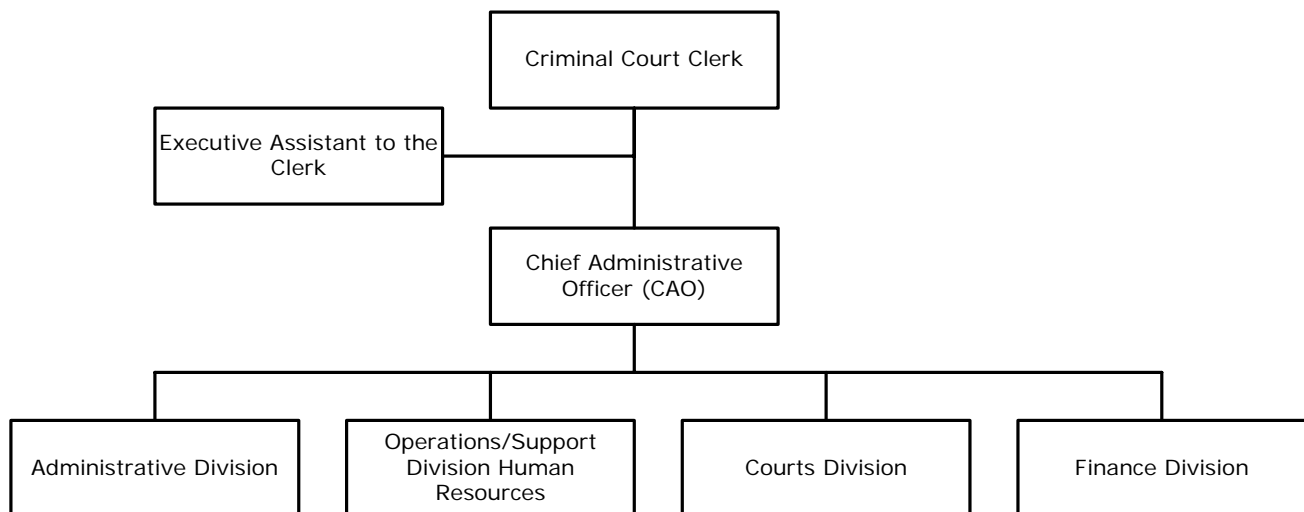 Criminal Court Clerk
Executive Assistant to the
Clerk
Chief Administrative
Officer (CAO)
Administrative Division
Operations/Support
Division Human
Resources
Courts Division
Finance Division